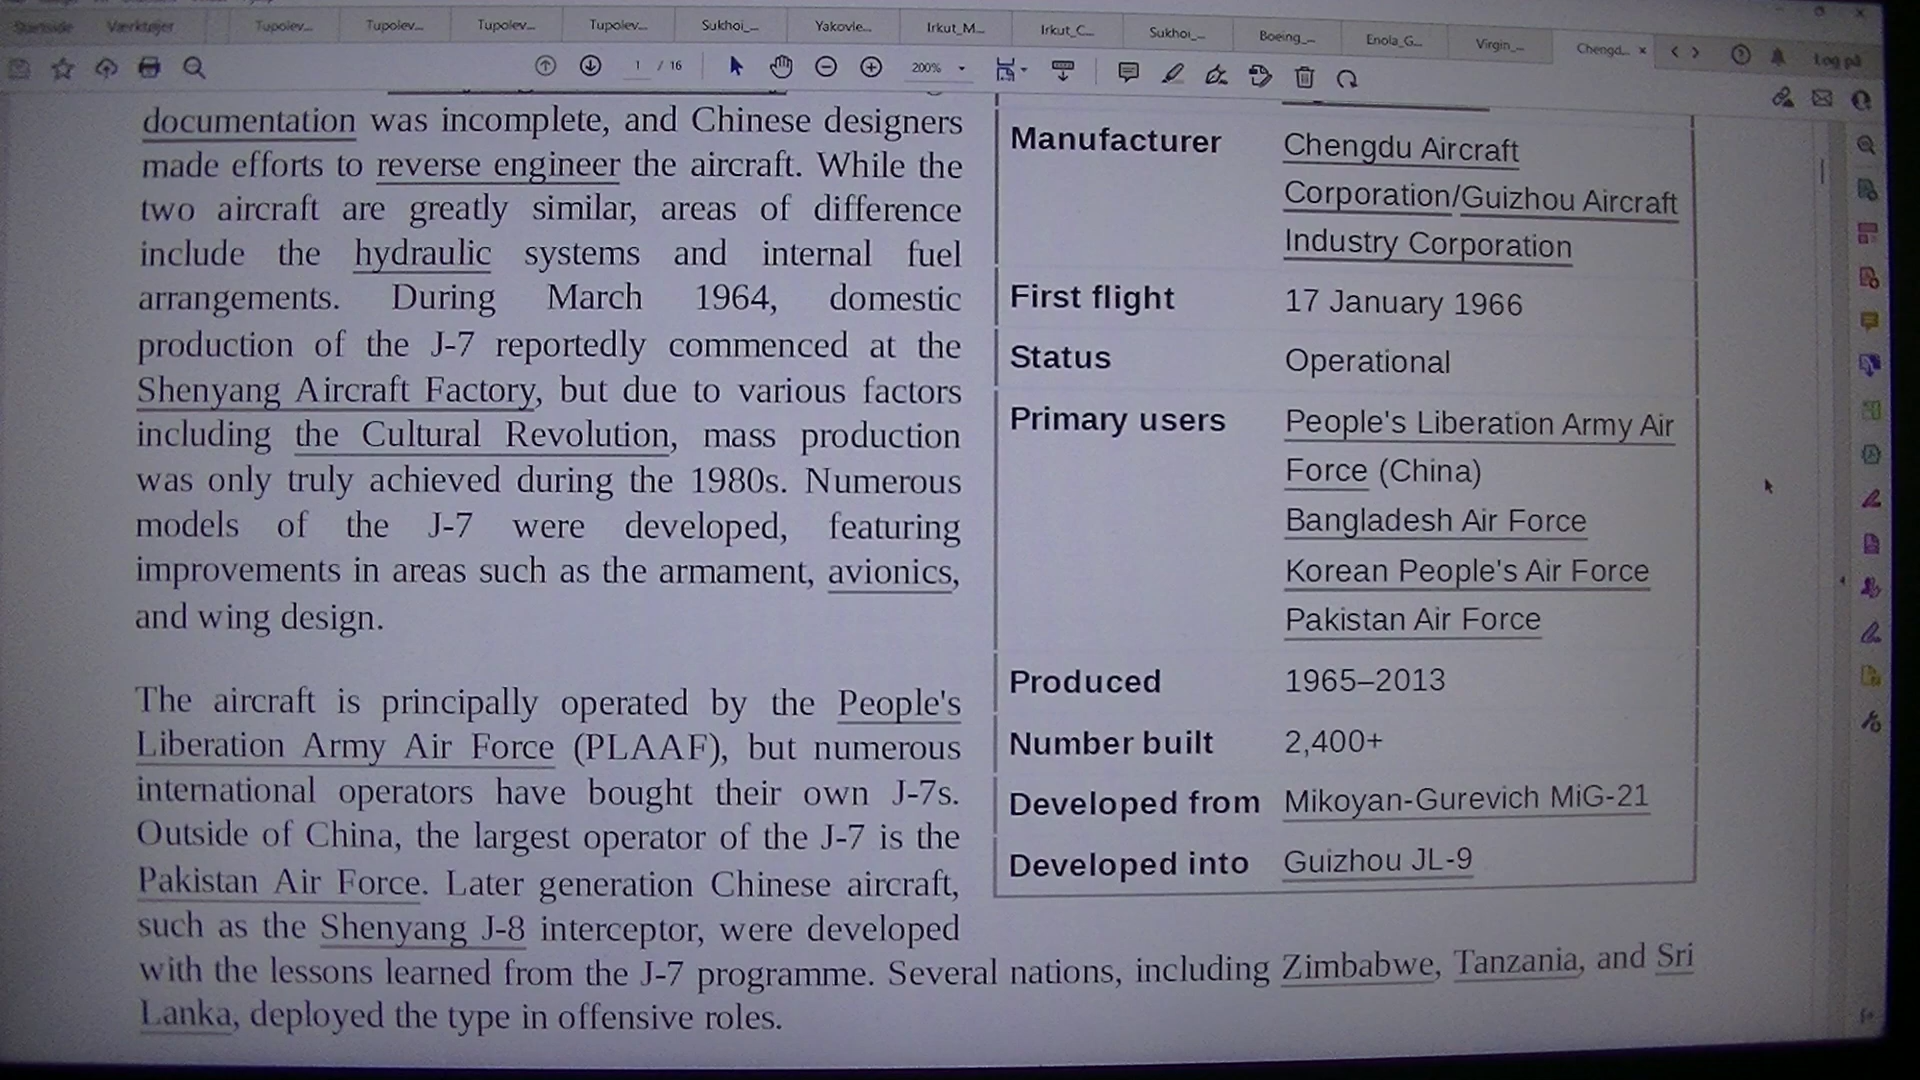 Startside Værktøjer Tupolev... Tupolev... Tupolev... Tupolev... Sukhoi_... Yakovle... Irkut_M... Irkut_C... Sukhoi_... Boeing_... Enola_G... Virgin_... Chengd... ×
1 / 16 200% Log på
documentation was incomplete, and Chinese designers
made efforts to reverse engineer the aircraft. While the
two aircraft are greatly similar, areas of difference
include the hydraulic systems and internal fuel
arrangements. During March 1964, domestic
production of the J-7 reportedly commenced at the
Shenyang Aircraft Factory, but due to various factors
including the Cultural Revolution, mass production
was only truly achieved during the 1980s. Numerous
models of the J-7 were developed, featuring
improvements in areas such as the armament, avionics,
and wing design.
The aircraft is principally operated by the People's
Liberation Army Air Force (PLAAF), but numerous
international operators have bought their own J-7s.
Outside of China, the largest operator of the J-7 is the
Pakistan Air Force. Later generation Chinese aircraft,
such as the Shenyang J-8 interceptor, were developed
with the lessons learned from the J-7 programme. Several nations, including Zimbabwe, Tanzania, and Sri
Lanka, deployed the type in offensive roles.
Manufacturer Chengdu Aircraft
Corporation/Guizhou Aircraft
Industry Corporation
First flight 17 January 1966
Status Operational
Primary users People's Liberation Army Air
Force (China)
Bangladesh Air Force
Korean People's Air Force
Pakistan Air Force
Produced 1965–2013
Number built 2,400+
Developed from Mikoyan-Gurevich MiG-21
Developed into Guizhou JL-9